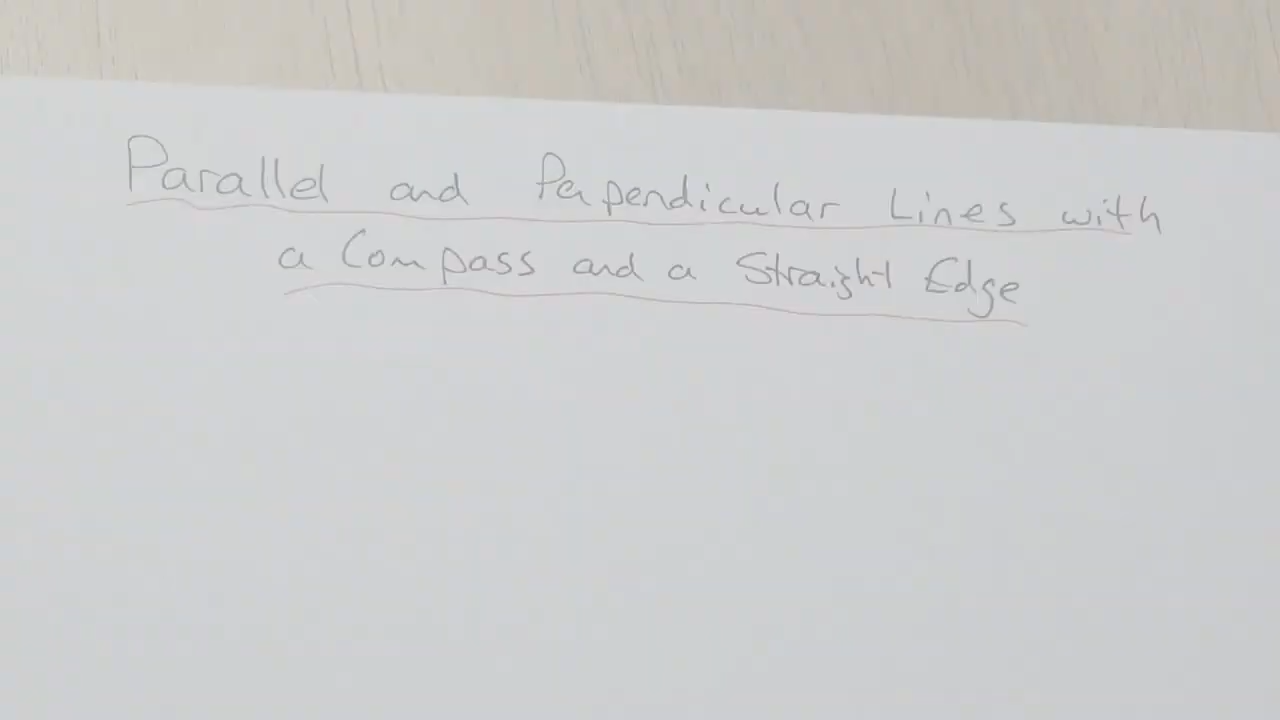 Parallel and Perpendicular Lines with
a Compass and a Straight Edge